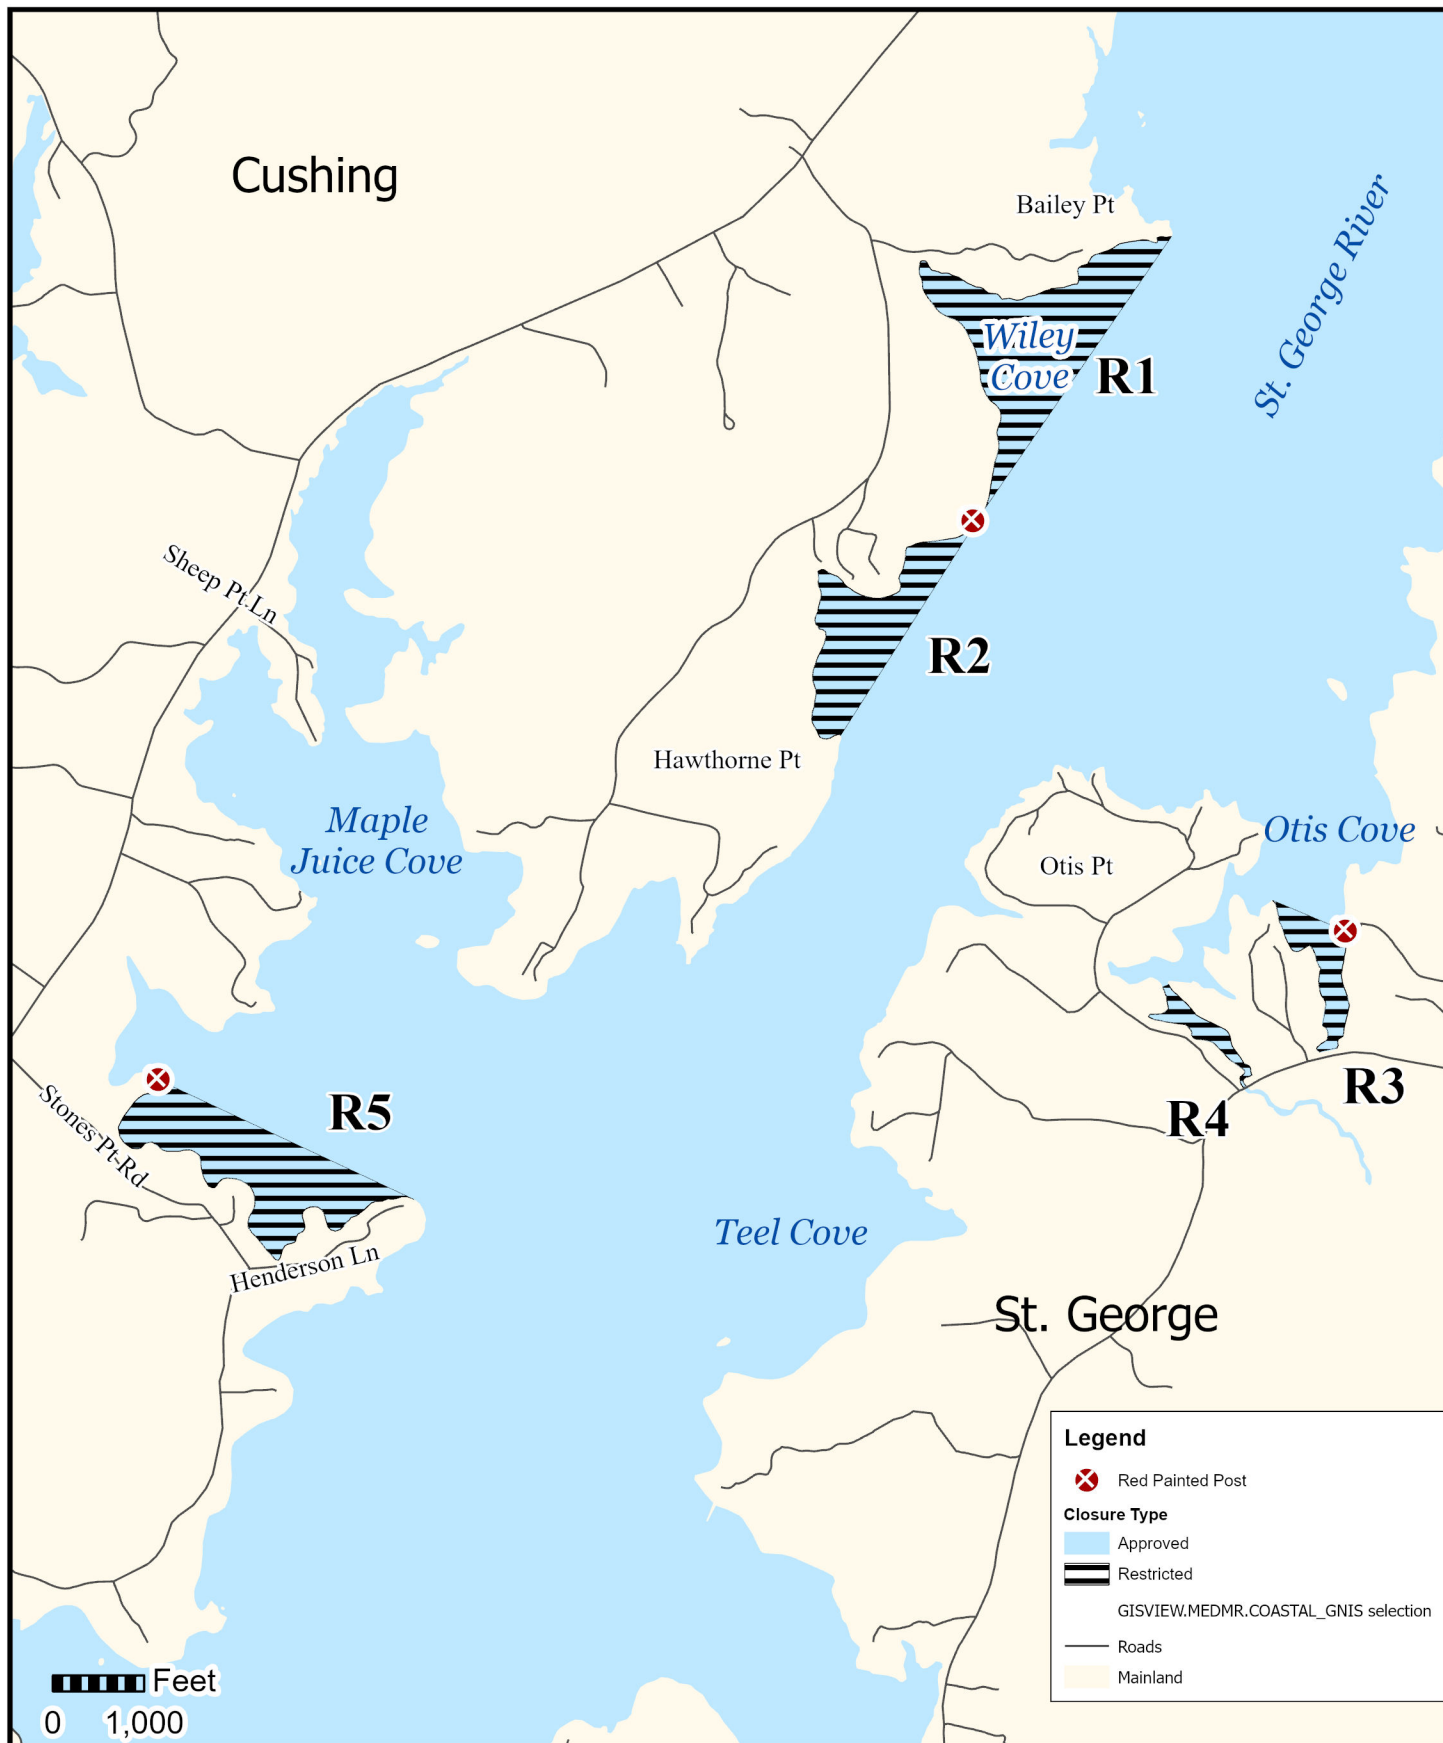 Cushing
Bailey Pt
St. George River
Wiley
Cove
R1
Sheep Pt Ln
R2
Hawthorne Pt
Maple
Juice Cove
Otis Cove
Otis Pt
R5
R3
R4
Stones Pt Rd
Teel Cove
Henderson Ln
St. George
Legend
Red Painted Post
Closure Type
Approved
Restricted
GISVIEW.MEDMR.COASTAL_GNIS selection
Roads
Mainland
Feet
0 1,000